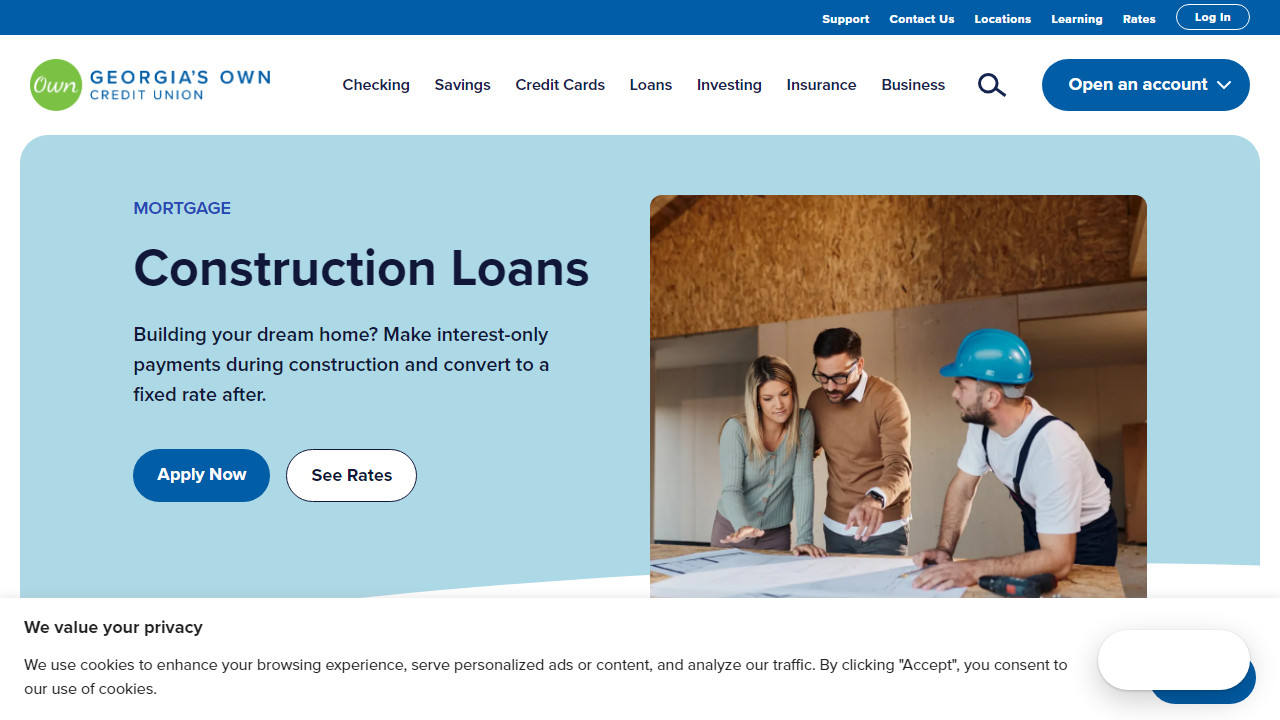 Support Contact Us Locations Learning Rates Log In
Own GEORGIA'S OWN
CREDIT UNION
Checking Savings Credit Cards Loans Investing Insurance Business Open an account
MORTGAGE
Construction Loans
Building your dream home? Make interest-only
payments during construction and convert to a
fixed rate after.
Apply Now See Rates
We value your privacy
We use cookies to enhance your browsing experience, serve personalized ads or content, and analyze our traffic. By clicking "Accept", you consent to
our use of cookies.